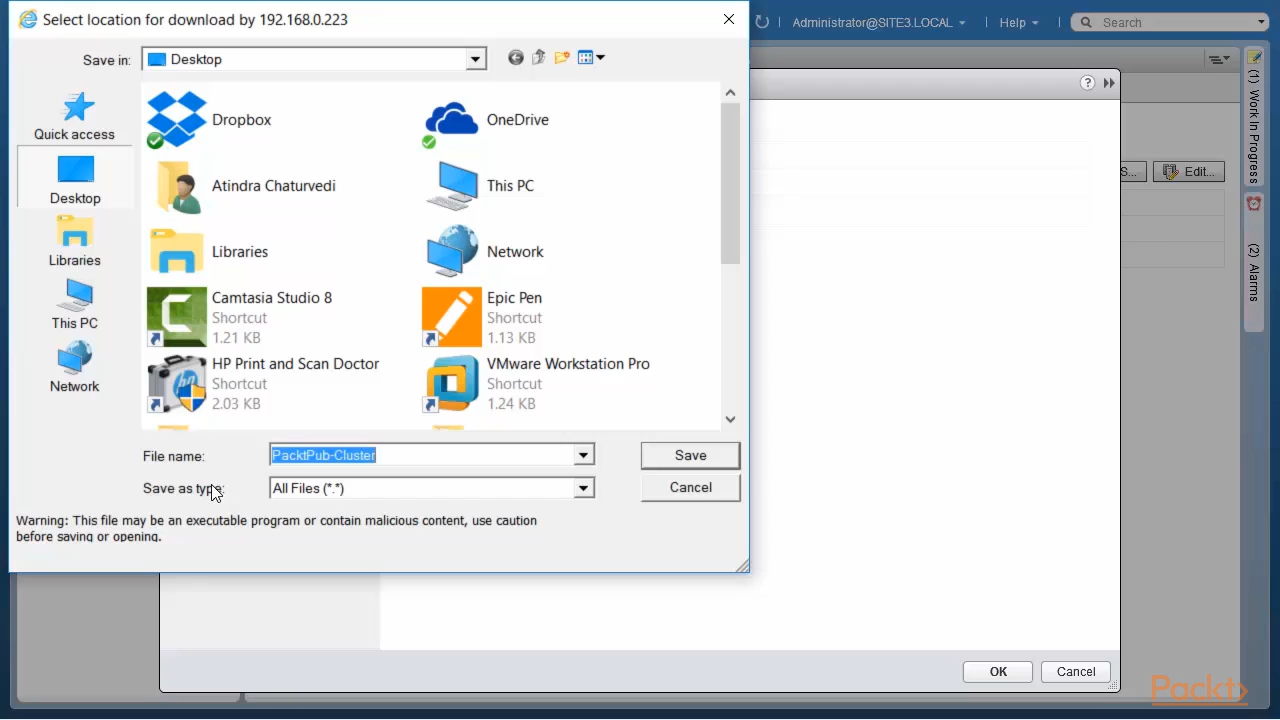 Select location for download by 192.168.0.223
Administrator@SITE3.LOCAL
Help
Search
Save in:
Desktop
Quick access
Desktop
Libraries
This PC
Network
Dropbox
OneDrive
Atindra Chaturvedi
This PC
Libraries
Network
Camtasia Studio 8
Shortcut
1.21 KB
Epic Pen
Shortcut
1.13 KB
HP Print and Scan Doctor
Shortcut
2.03 KB
VMware Workstation Pro
Shortcut
1.24 KB
File name:
PacktPub-Cluster
Save
Save as type:
All Files (*.*)
Cancel
Warning: This file may be an executable program or contain malicious content, use caution
before saving or opening.
S...
Edit...
(1) Work In Progress
(2) Alarms
OK
Cancel
Packt>